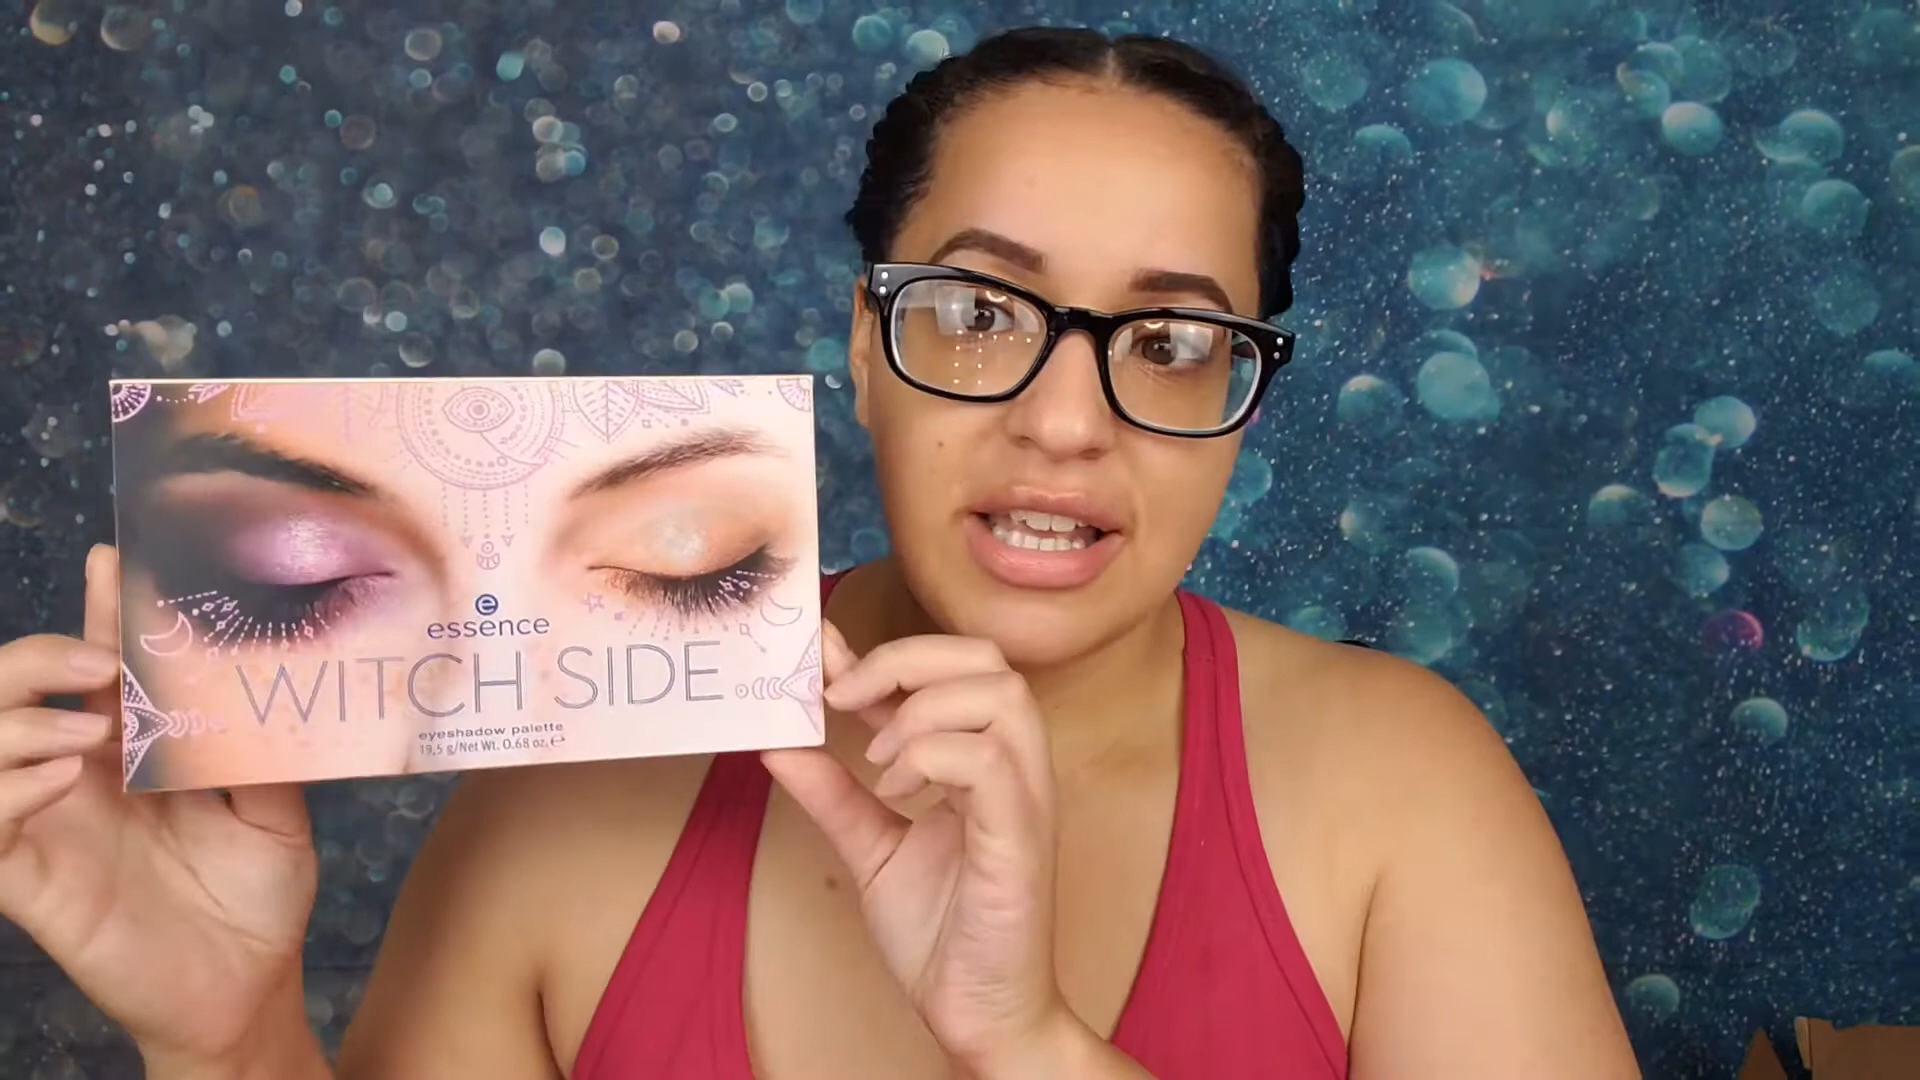 e
essence
WITCH SIDE
eyeshadow palette
19,5 g/Net Wt. 0.68 oz. ℮